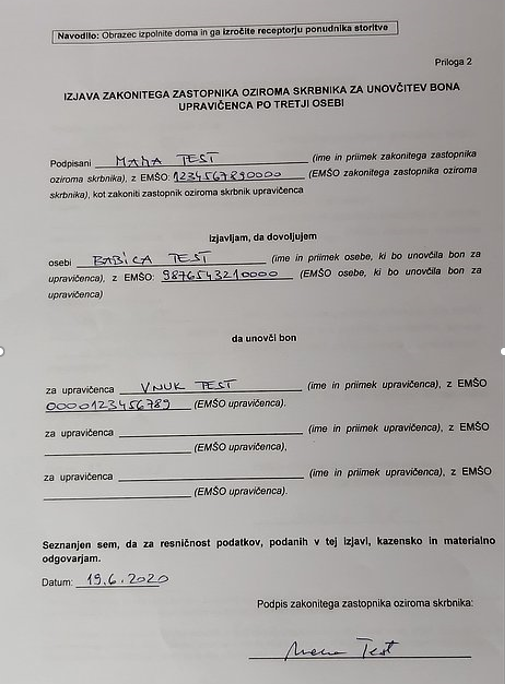 Navodilo: Obrazec izpolnite doma in ga izročite receptorju ponudnika storitve
Priloga 2
IZJAVA ZAKONITEGA ZASTOPNIKA OZIROMA SKRBNIKA ZA UNOVČITEV BONA
UPRAVIČENCA PO TRETJI OSEBI
Podpisani MAMA TEST (ime in priimek zakonitega zastopnika
oziroma skrbnika), z EMŠO: 1234567890000 (EMŠO zakonitega zastopnika oziroma
skrbnika), kot zakoniti zastopnik oziroma skrbnik upravičenca
izjavljam, da dovoljujem
osebi BABICA TEST (ime in priimek osebe, ki bo unovčila bon za
upravičenca), z EMŠO: 9876543210000 (EMŠO osebe, ki bo unovčila bon za
upravičenca)
da unovči bon
za upravičenca VNUK TEST (ime in priimek upravičenca), z EMŠO
0000123456789 (EMŠO upravičenca).
za upravičenca (ime in priimek upravičenca), z EMŠO
(EMŠO upravičenca),
za upravičenca (ime in priimek upravičenca), z EMŠO
(EMŠO upravičenca).
Seznanjen sem, da za resničnost podatkov, podanih v tej izjavi, kazensko in materialno
odgovarjam.
Datum: 19.6.2020
Podpis zakonitega zastopnika oziroma skrbnika:
Mama Test